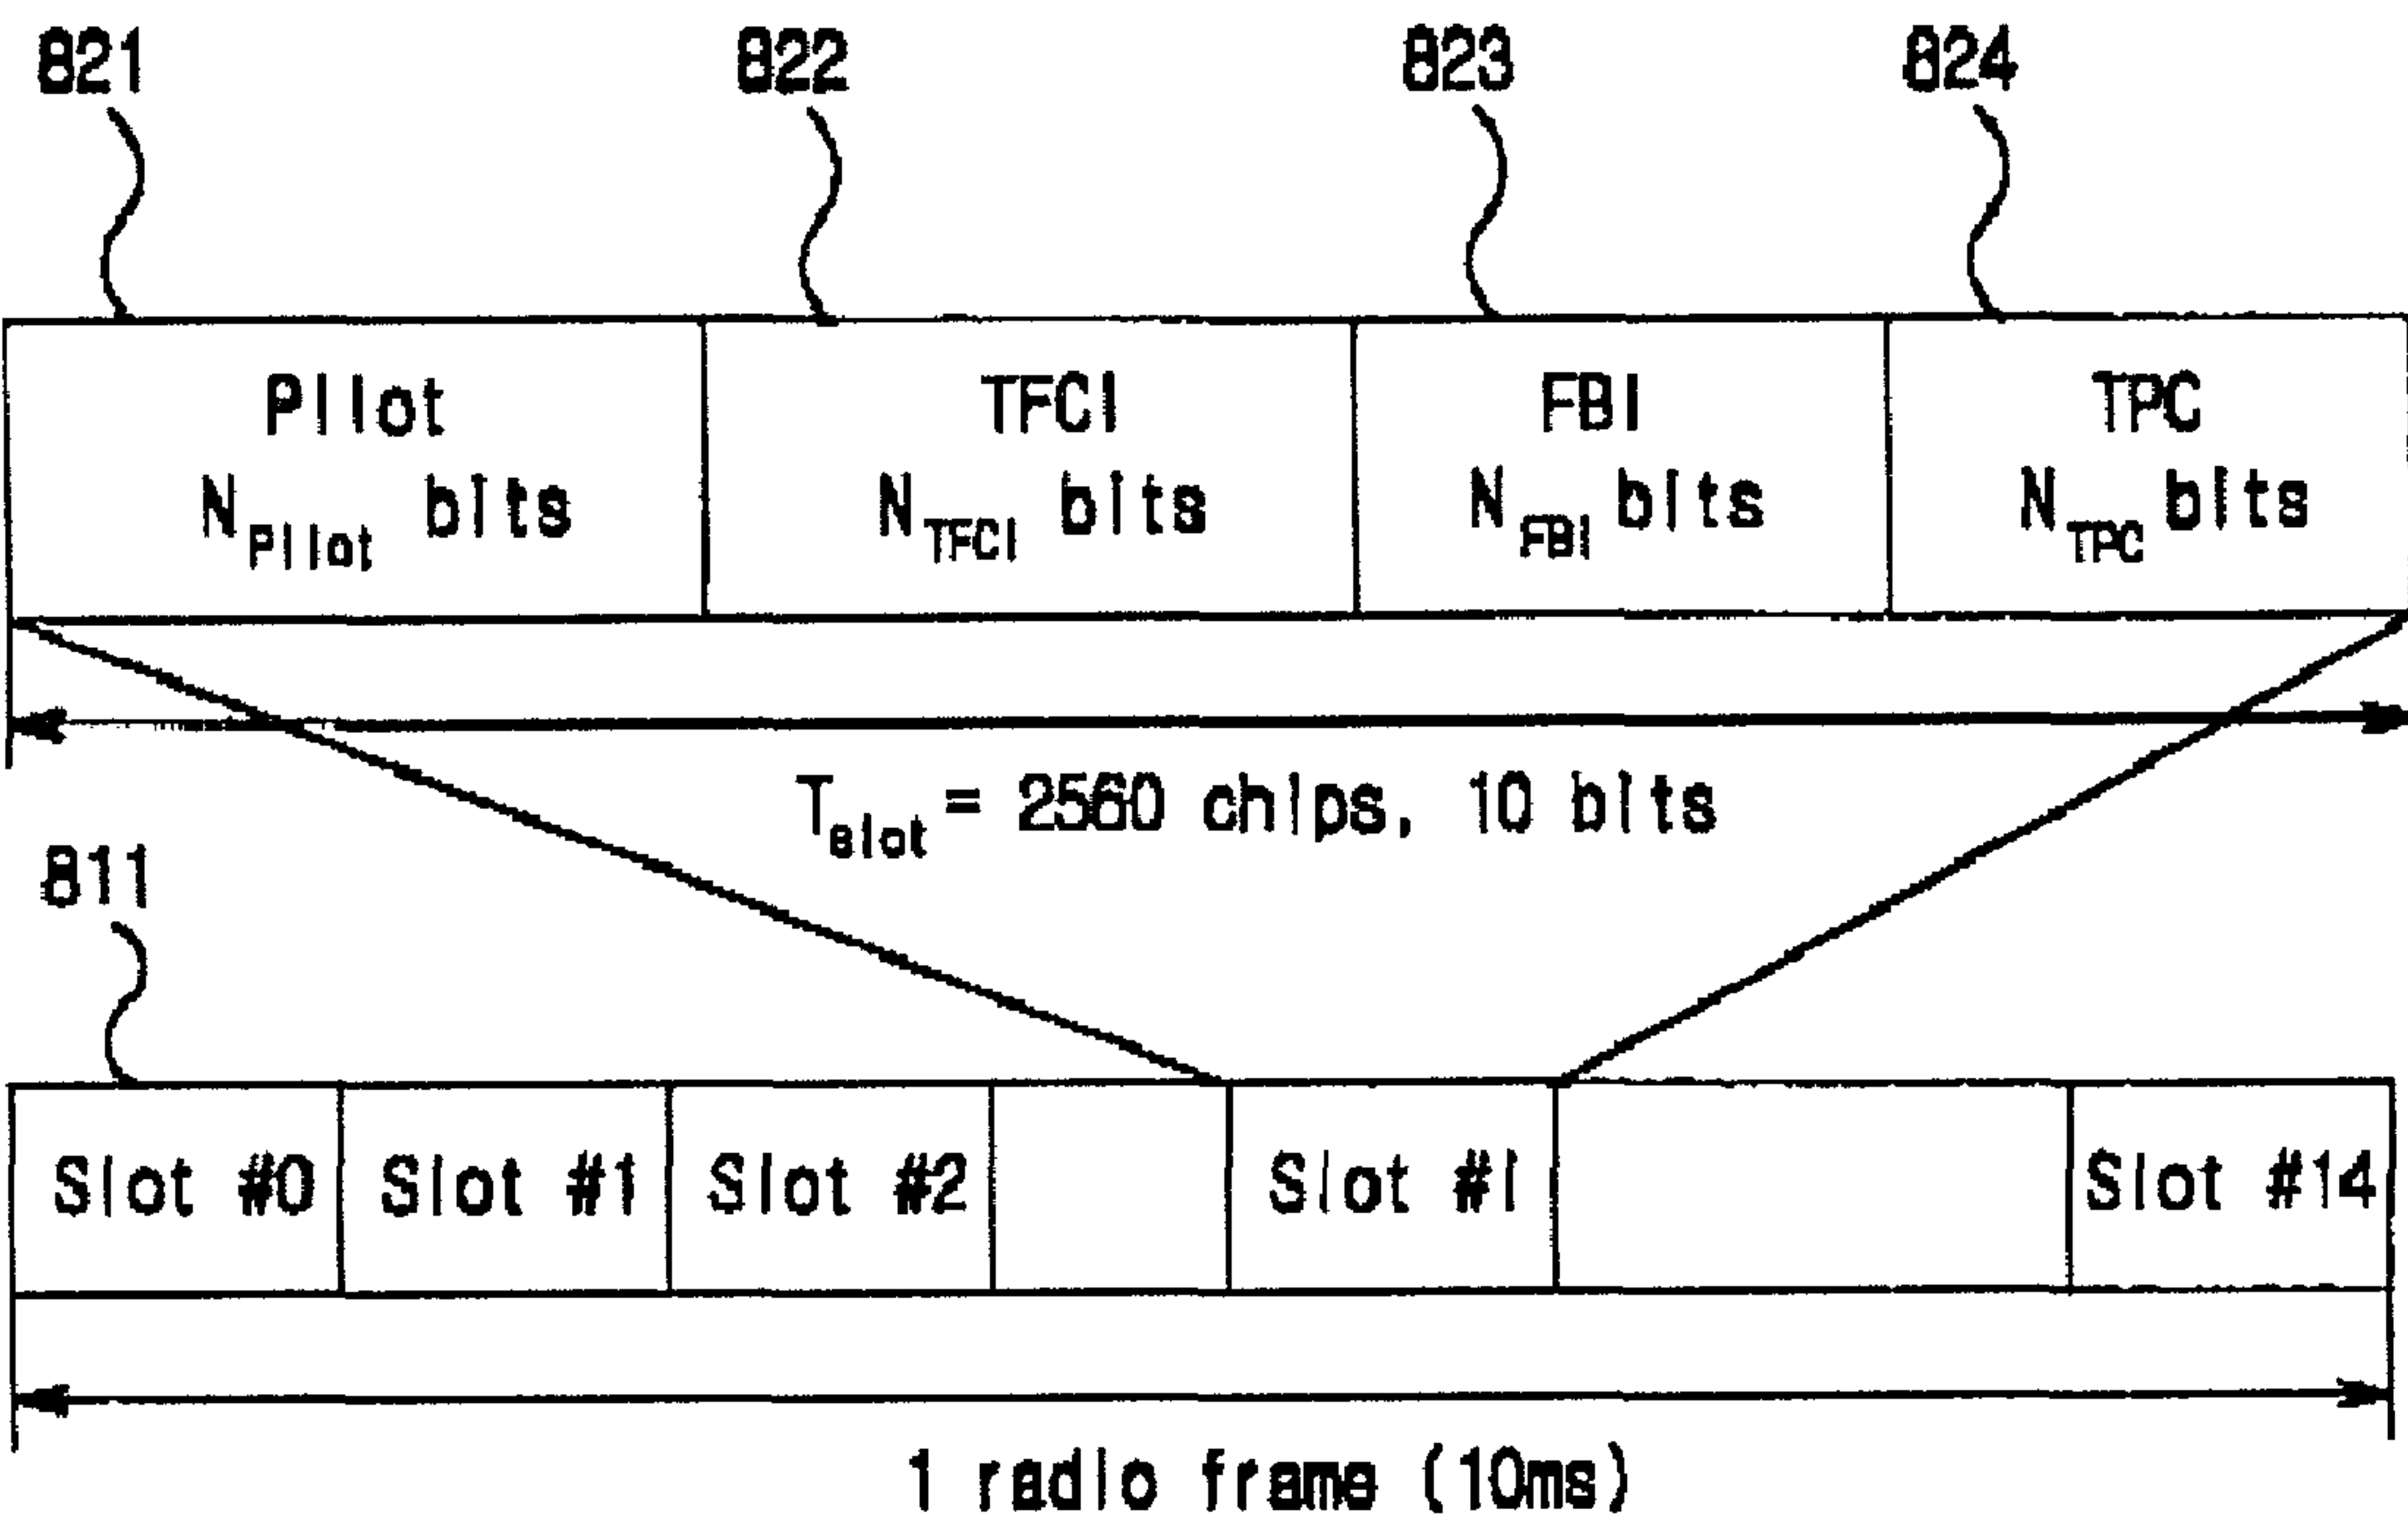 821 822 823 824
Pilot TFCI FBI TPC
N_Pilot bits N_TFCI bits N_FBI bits N_TPC bits
T_slot = 2560 chips, 10 bits
811
Slot #0 Slot #1 Slot #2 Slot #i Slot #14
1 radio frame (10ms)